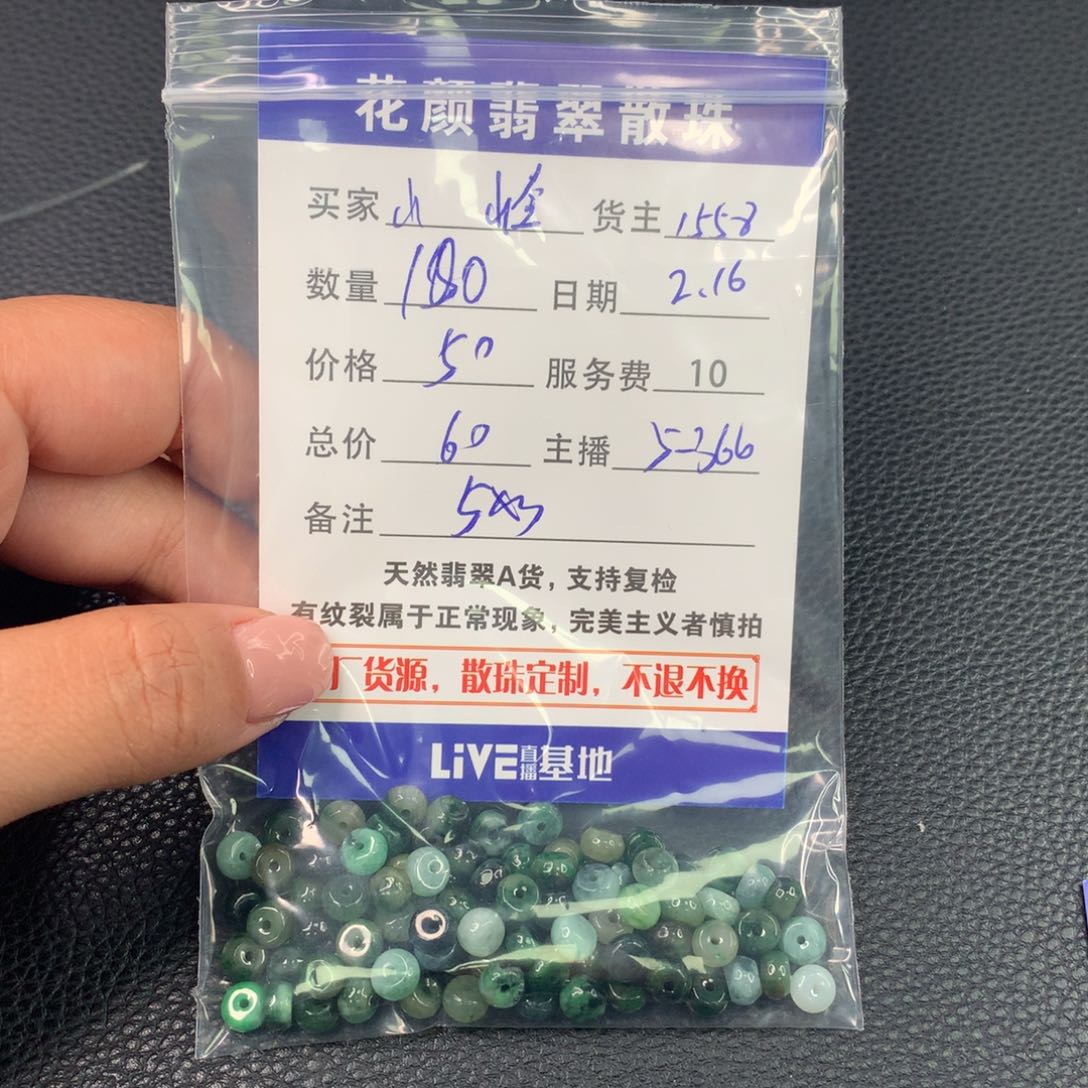 花颜翡翠散珠
买家 货主 1558
数量 180 日期 2.16
价格 50 服务费 10
总价 60 主播 5-366
备注 5×3
天然翡翠A货，支持复检
有纹裂属于正常现象，完美主义者慎拍
厂货源，散珠定制，不退不换
LiVE直播基地